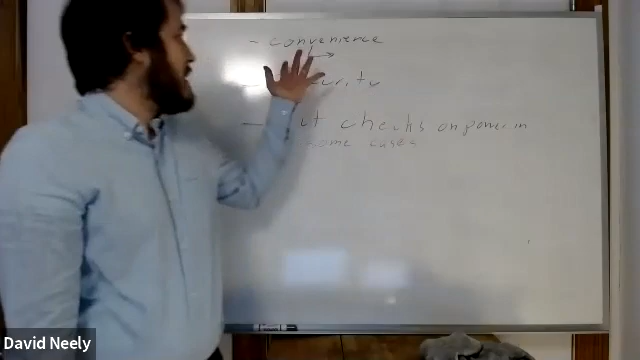 - convenience
checks on power in
some cases
David Neely